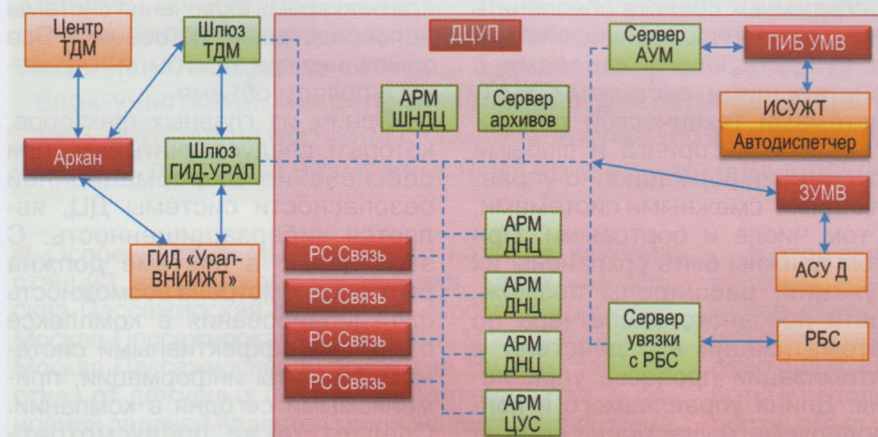 Центр
ТДМ
Шлюз
ТДМ
ДЦУП
Сервер
АУМ
ПИБ УМВ
АРМ
ШНДЦ
Сервер
архивов
ИСУЖТ
Автодиспетчер
Аркан
Шлюз
ГИД-УРАЛ
ЗУМВ
ГИД «Урал-
ВНИИЖТ»
РС Связь
АРМ
ДНЦ
АСУ Д
РС Связь
АРМ
ДНЦ
Сервер
увязки
с РБС
РБС
РС Связь
АРМ
ДНЦ
РС Связь
АРМ
ЦУС